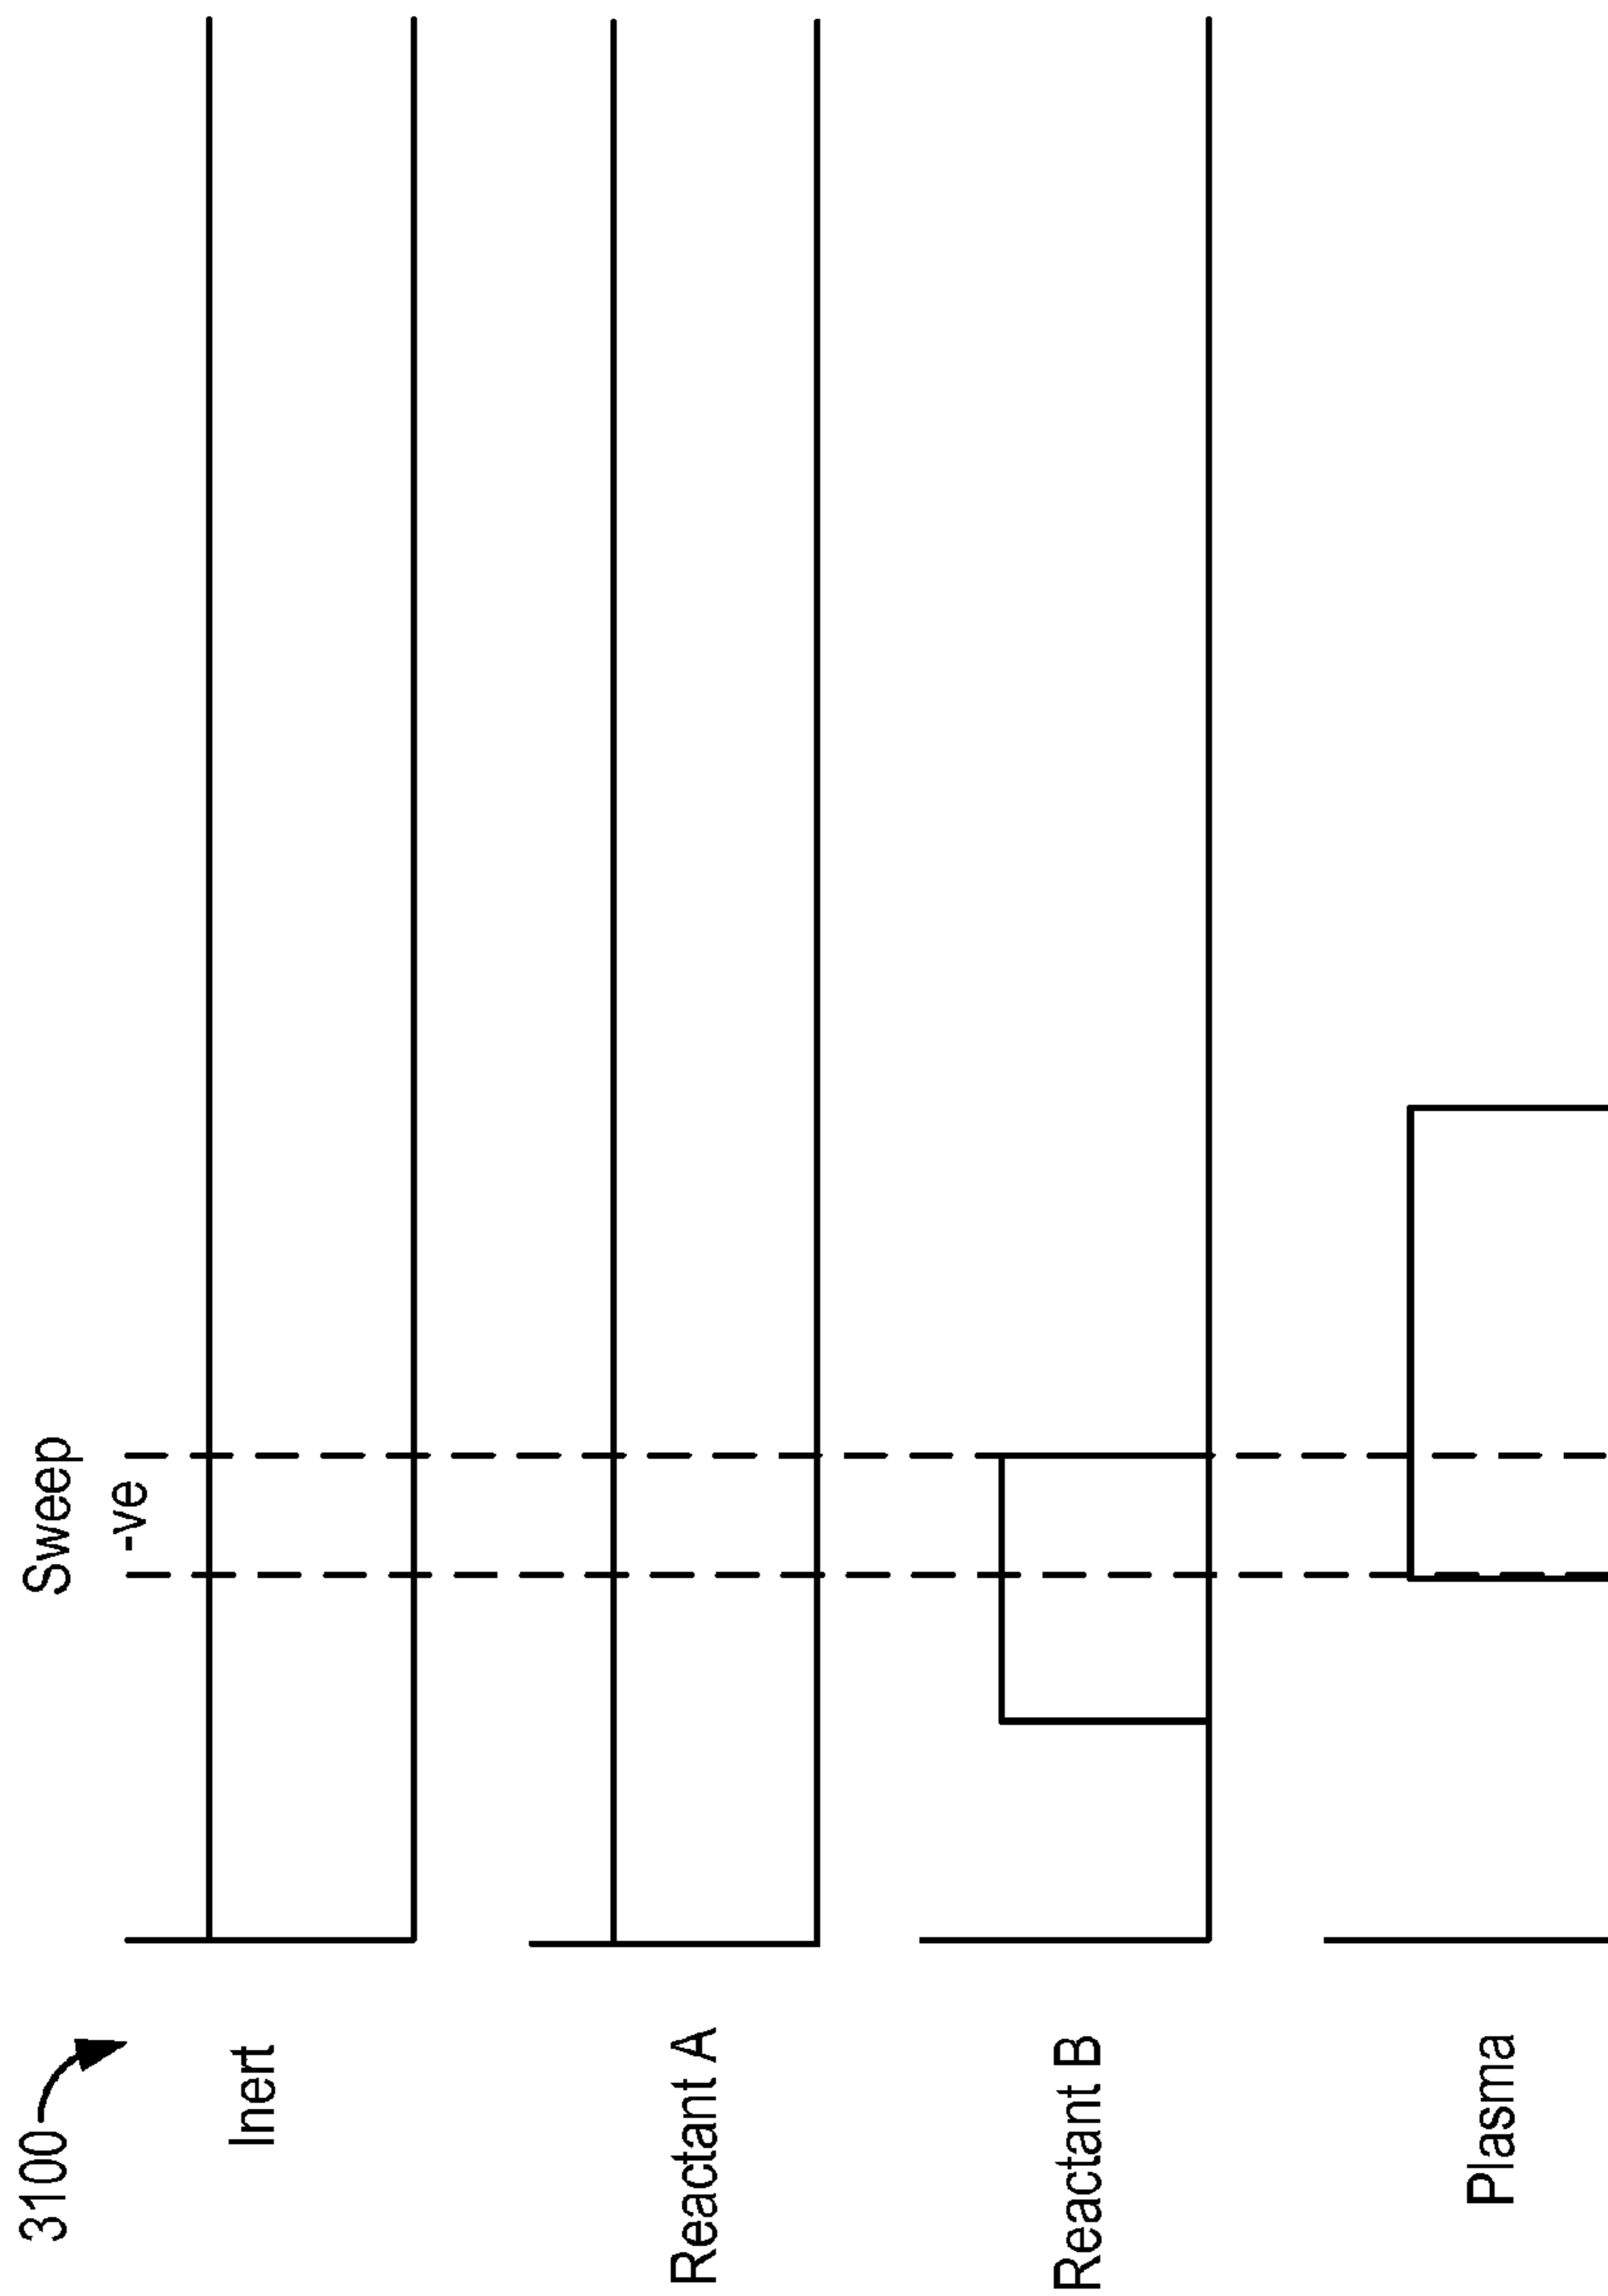 3100
Sweep
-ve
Inert
Reactant A
Reactant B
Plasma